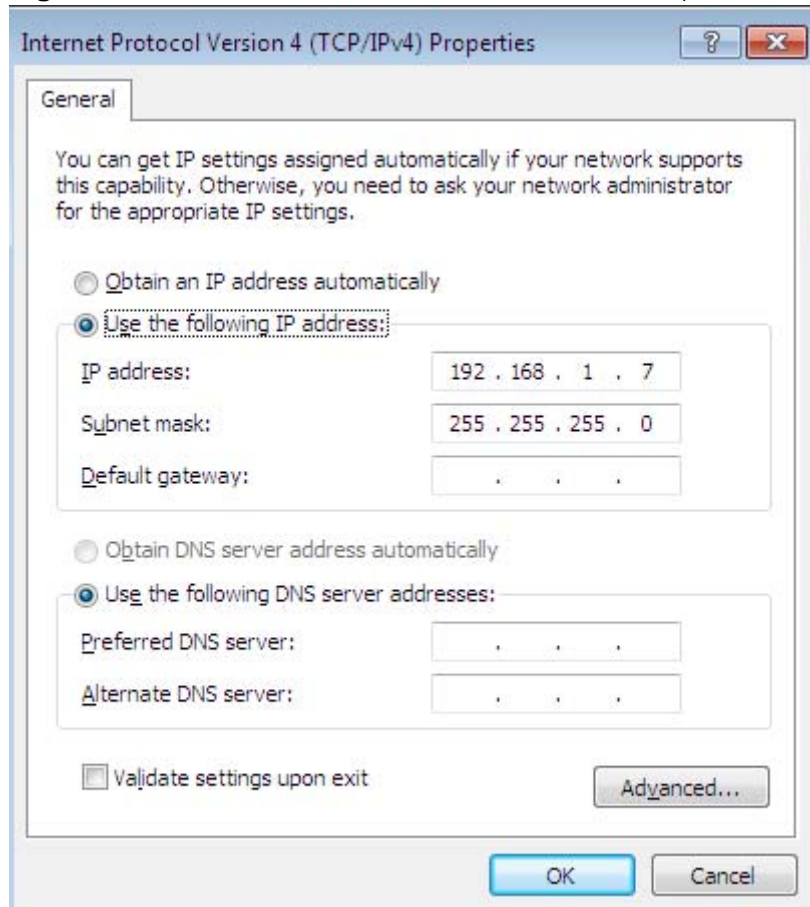 Internet Protocol Version 4 (TCP/IPv4) Properties
General
You can get IP settings assigned automatically if your network supports
this capability. Otherwise, you need to ask your network administrator
for the appropriate IP settings.
Obtain an IP address automatically
Use the following IP address:
IP address: 192 . 168 . 1 . 7
Subnet mask: 255 . 255 . 255 . 0
Default gateway: . . .
Obtain DNS server address automatically
Use the following DNS server addresses:
Preferred DNS server: . . .
Alternate DNS server: . . .
Validate settings upon exit
Advanced...
OK Cancel